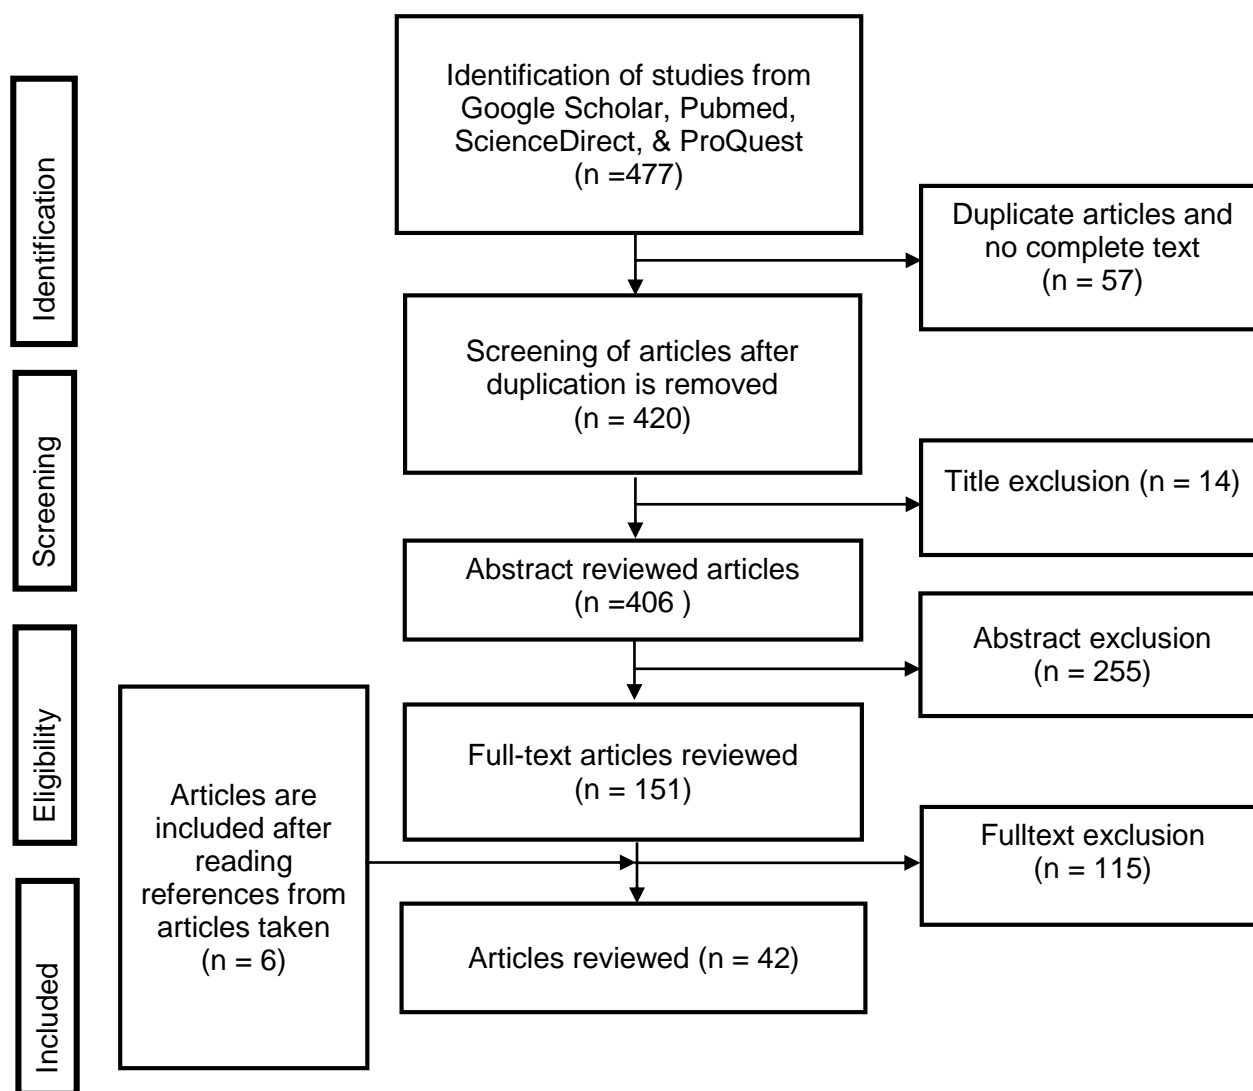 Identification of studies from
Google Scholar, Pubmed,
ScienceDirect, & ProQuest
(n =477)
Identification
Duplicate articles and
no complete text
(n = 57)
Screening of articles after
duplication is removed
(n = 420)
Screening
Title exclusion (n = 14)
Abstract reviewed articles
(n =406 )
Abstract exclusion
(n = 255)
Eligibility
Full-text articles reviewed
(n = 151)
Articles are
included after
reading
references from
articles taken
(n = 6)
Fulltext exclusion
(n = 115)
Articles reviewed (n = 42)
Included